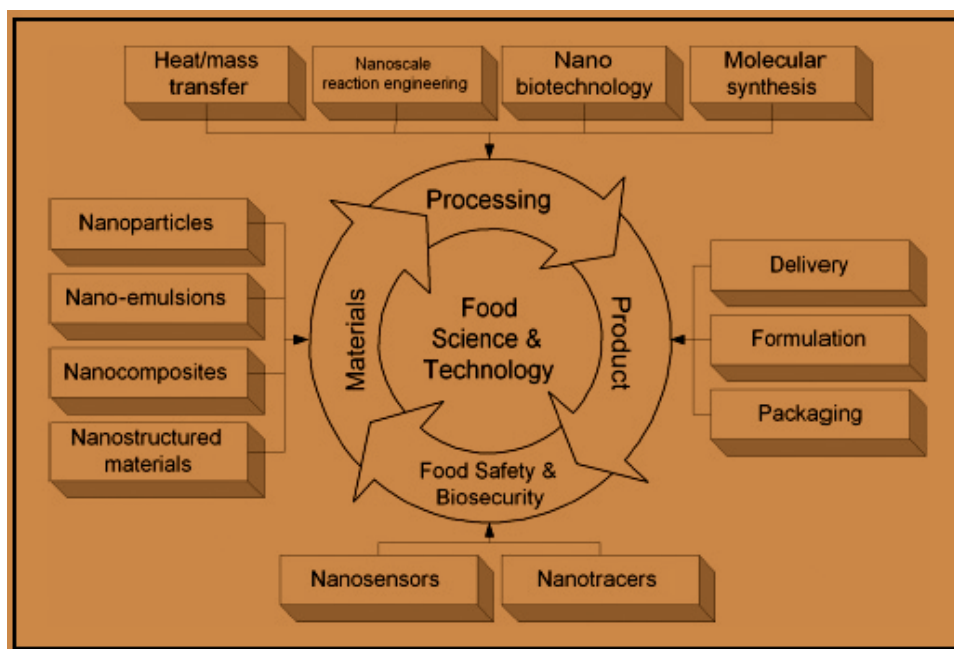 Heat/mass
transfer
Nanoscale
reaction engineering
Nano
biotechnology
Molecular
synthesis
Processing
Nanoparticles
Nano-emulsions
Nanocomposites
Nanostructured
materials
Materials
Food
Science &
Technology
Product
Delivery
Formulation
Packaging
Food Safety &
Biosecurity
Nanosensors
Nanotracers